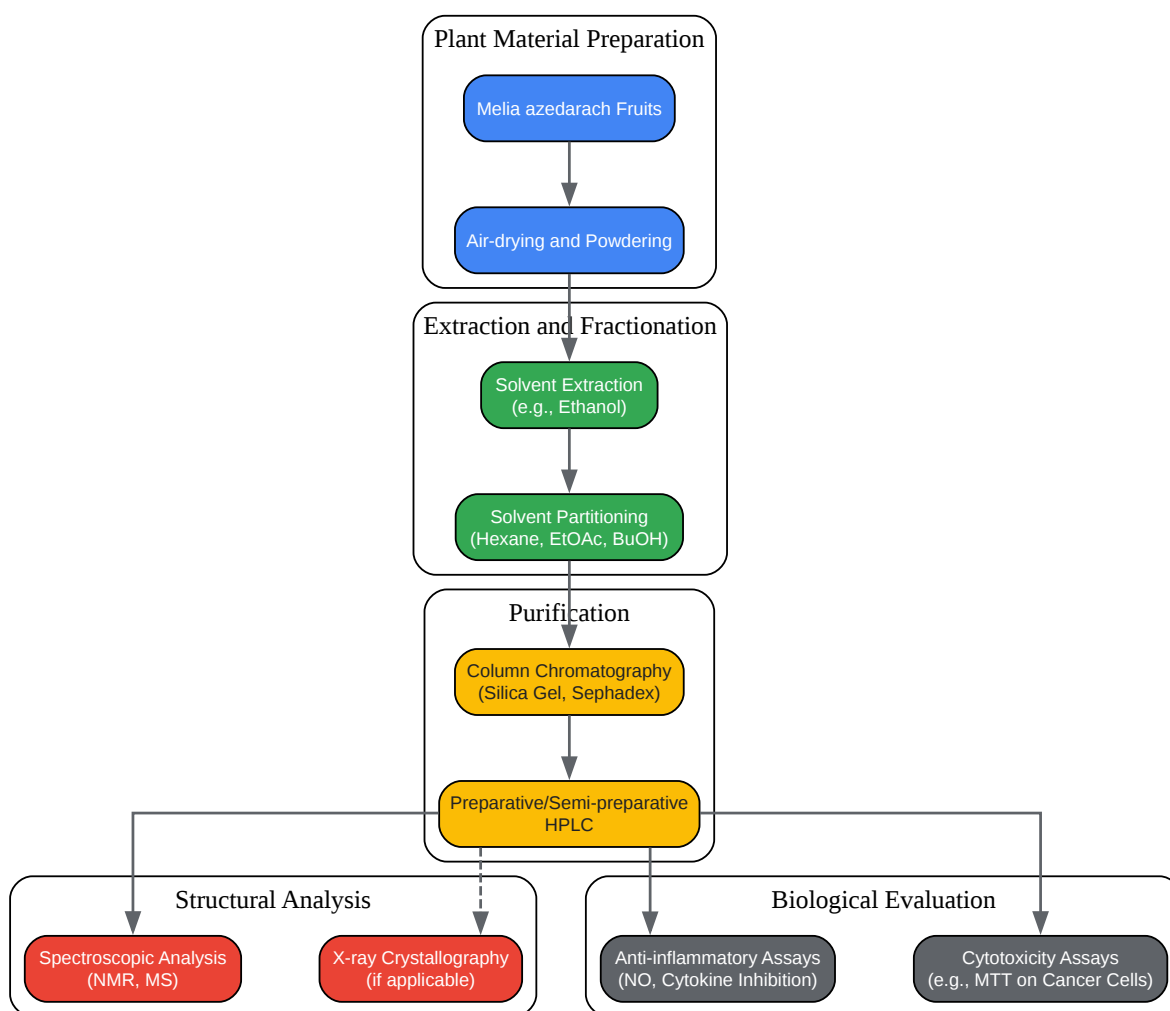 Plant Material Preparation
Melia azedarach Fruits
Air-drying and Powdering
Extraction and Fractionation
Solvent Extraction
(e.g., Ethanol)
Solvent Partitioning
(Hexane, EtOAc, BuOH)
Purification
Column Chromatography
(Silica Gel, Sephadex)
Preparative/Semi-preparative
HPLC
Structural Analysis
Spectroscopic Analysis
(NMR, MS)
X-ray Crystallography
(if applicable)
Biological Evaluation
Anti-inflammatory Assays
(NO, Cytokine Inhibition)
Cytotoxicity Assays
(e.g., MTT on Cancer Cells)